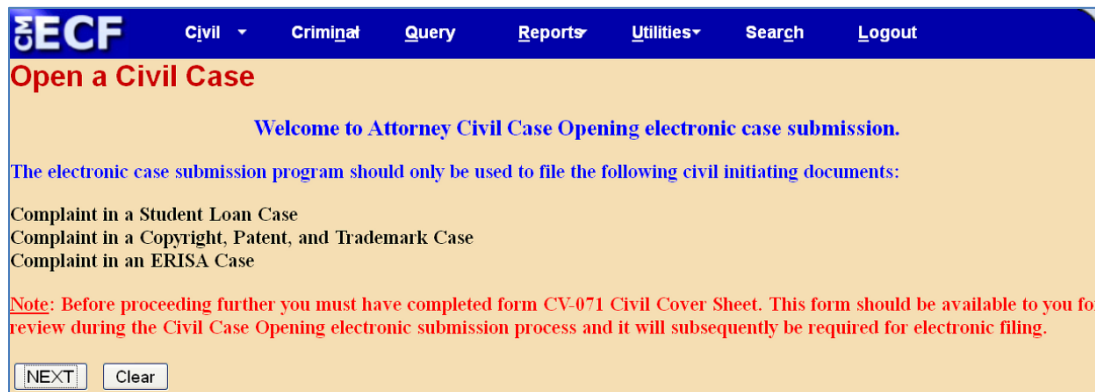 CM ECF Civil Criminal Query Reports Utilities Search Logout
Open a Civil Case
Welcome to Attorney Civil Case Opening electronic case submission.
The electronic case submission program should only be used to file the following civil initiating documents:
Complaint in a Student Loan Case
Complaint in a Copyright, Patent, and Trademark Case
Complaint in an ERISA Case
Note: Before proceeding further you must have completed form CV-071 Civil Cover Sheet. This form should be available to you fo
review during the Civil Case Opening electronic submission process and it will subsequently be required for electronic filing.
NEXT Clear